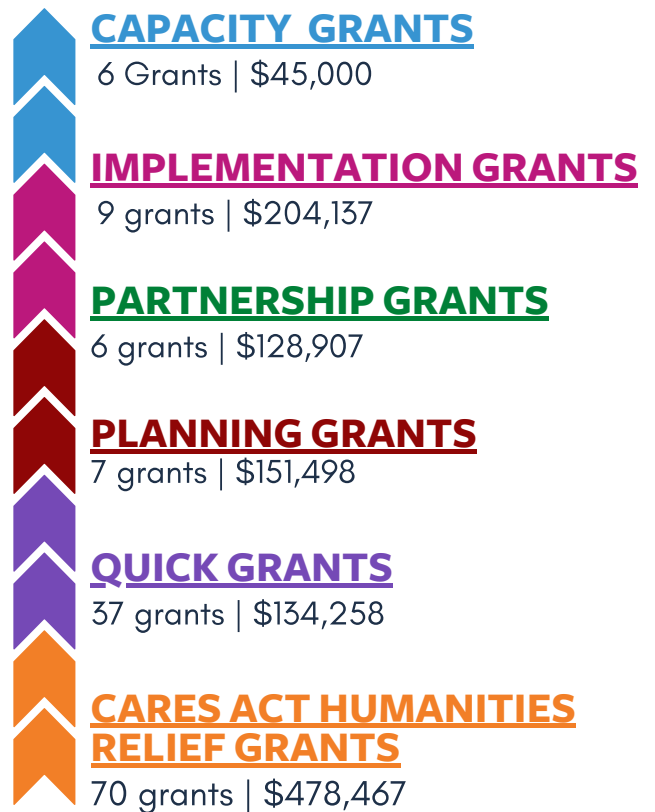 CAPACITY GRANTS
6 Grants | $45,000
IMPLEMENTATION GRANTS
9 grants | $204,137
PARTNERSHIP GRANTS
6 grants | $128,907
PLANNING GRANTS
7 grants | $151,498
QUICK GRANTS
37 grants | $134,258
CARES ACT HUMANITIES
RELIEF GRANTS
70 grants | $478,467